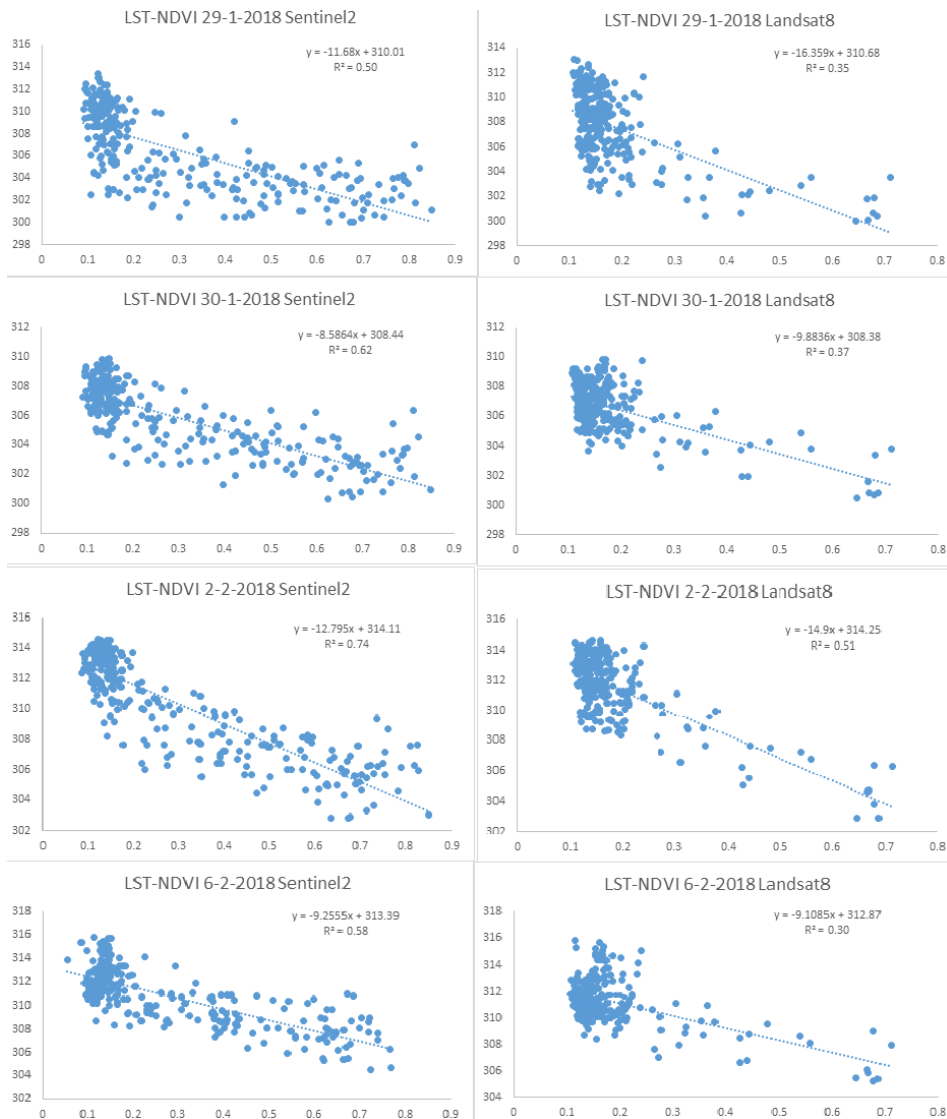 LST-NDVI 29-1-2018 Sentinel2
y = -11.68x + 310.01
R² = 0.50
316
314
312
310
308
306
304
302
300
298
0 0.1 0.2 0.3 0.4 0.5 0.6 0.7 0.8 0.9
LST-NDVI 29-1-2018 Landsat8
y = -16.359x + 310.68
R² = 0.35
314
312
310
308
306
304
302
300
298
0 0.1 0.2 0.3 0.4 0.5 0.6 0.7 0.8
LST-NDVI 30-1-2018 Sentinel2
y = -8.5864x + 308.44
R² = 0.62
312
310
308
306
304
302
300
298
0 0.1 0.2 0.3 0.4 0.5 0.6 0.7 0.8 0.9
LST-NDVI 30-1-2018 Landsat8
y = -9.8836x + 308.38
R² = 0.37
312
310
308
306
304
302
300
298
0 0.1 0.2 0.3 0.4 0.5 0.6 0.7 0.8
LST-NDVI 2-2-2018 Sentinel2
y = -12.795x + 314.11
R² = 0.74
316
314
312
310
308
306
304
302
0 0.1 0.2 0.3 0.4 0.5 0.6 0.7 0.8 0.9
LST-NDVI 2-2-2018 Landsat8
y = -14.9x + 314.25
R² = 0.51
316
314
312
310
308
306
304
302
0 0.1 0.2 0.3 0.4 0.5 0.6 0.7 0.8
LST-NDVI 6-2-2018 Sentinel2
y = -9.2555x + 313.39
R² = 0.58
318
316
314
312
310
308
306
304
302
0 0.1 0.2 0.3 0.4 0.5 0.6 0.7 0.8 0.9
LST-NDVI 6-2-2018 Landsat8
y = -9.1085x + 312.87
R² = 0.30
318
316
314
312
310
308
306
304
0 0.1 0.2 0.3 0.4 0.5 0.6 0.7 0.8